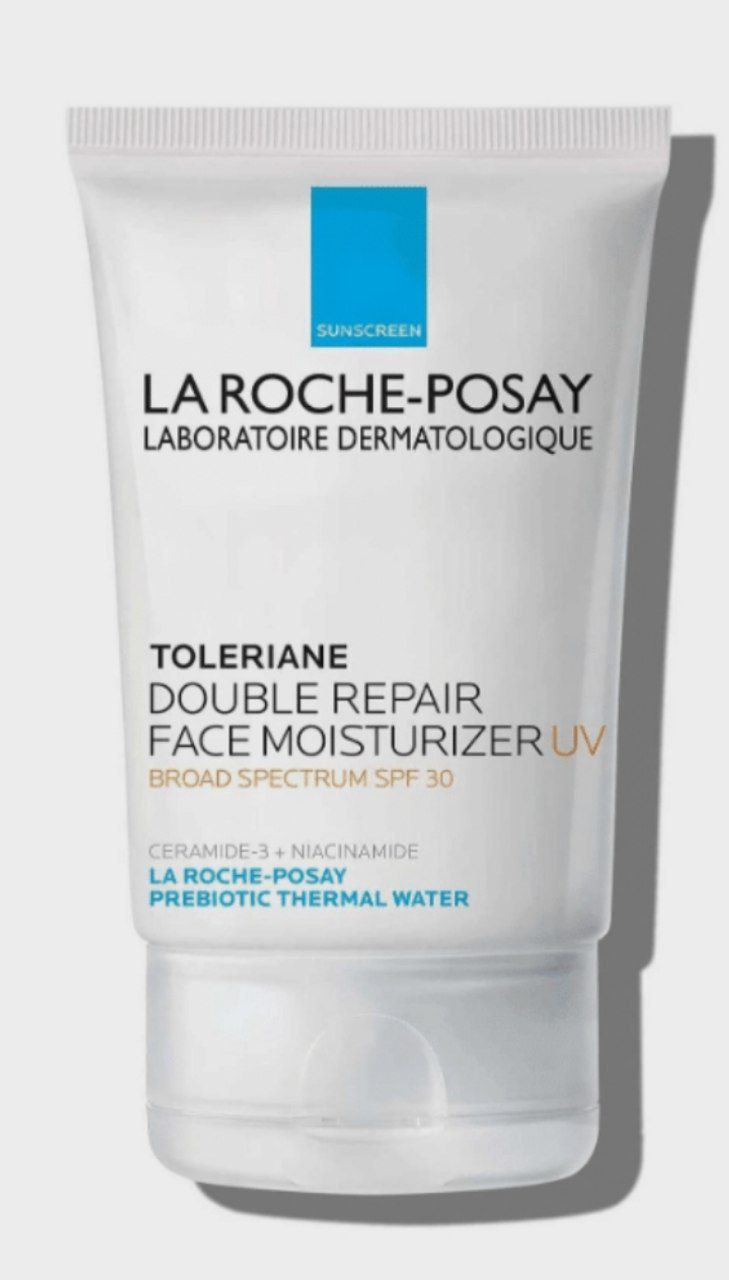 SUNSCREEN
LA ROCHE-POSAY
LABORATOIRE DERMATOLOGIQUE
TOLERIANE
DOUBLE REPAIR
FACE MOISTURIZER UV
BROAD SPECTRUM SPF 30
CERAMIDE-3 + NIACINAMIDE
LA ROCHE-POSAY
PREBIOTIC THERMAL WATER